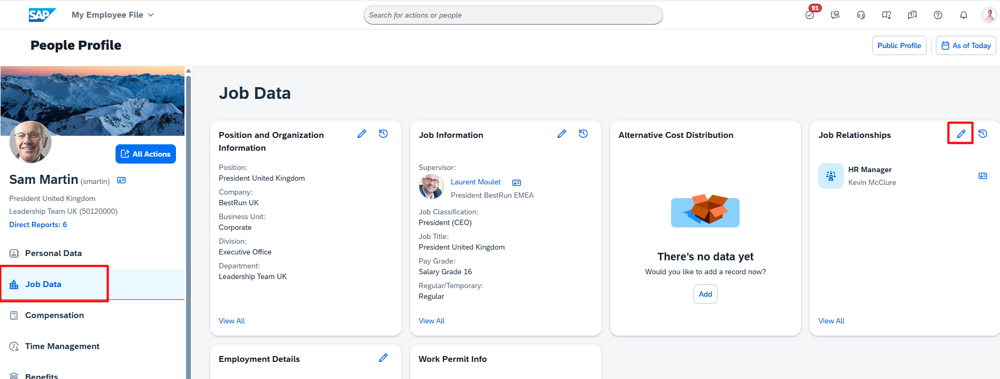 SAP
My Employee File
Search for actions or people
91
People Profile
Public Profile
As of Today
All Actions
Sam Martin (smartin)
President United Kingdom
Leadership Team UK (50120000)
Direct Reports: 6
Personal Data
Job Data
Compensation
Time Management
Benefits
Job Data
Position and Organization
Information
Position:
President United Kingdom
Company:
BestRun UK
Business Unit:
Corporate
Division:
Executive Office
Department:
Leadership Team UK
View All
Job Information
Supervisor:
Laurent Moulet
President BestRun EMEA
Job Classification:
President (CEO)
Job Title:
President United Kingdom
Pay Grade:
Salary Grade 16
Regular/Temporary:
Regular
View All
Alternative Cost Distribution
There's no data yet
Would you like to add a record now?
Add
Job Relationships
HR Manager
Kevin McClure
View All
Employment Details
Work Permit Info